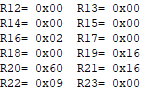 R12= 0x00 R13= 0x00
R14= 0x00 R15= 0x00
R16= 0x02 R17= 0x00
R18= 0x00 R19= 0x16
R20= 0x60 R21= 0x16
R22= 0x09 R23= 0x00